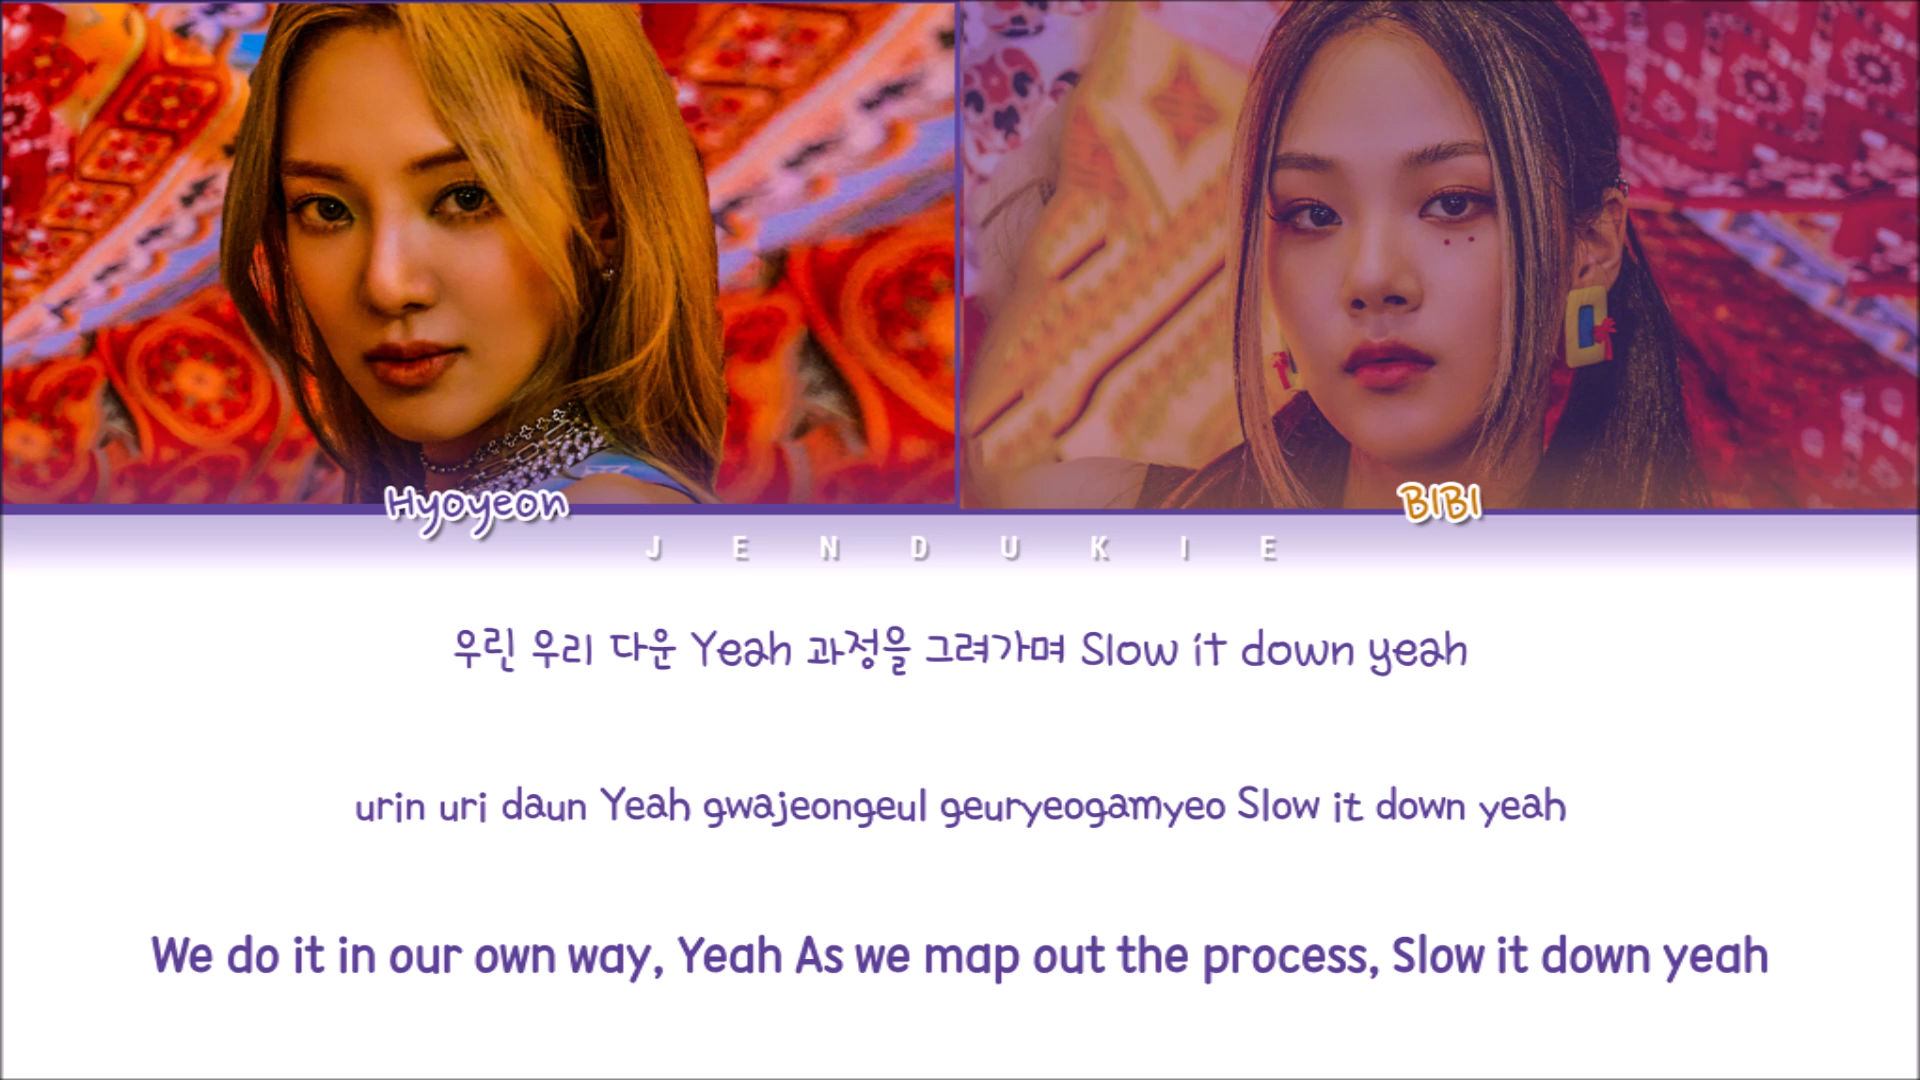 Hyoyeon
BIBI
JENDUKIE
우린 우리 다운 Yeah 과정을 그려가며 Slow it down yeah
urin uri daun Yeah gwajeongeul geuryeogamyeo Slow it down yeah
We do it in our own way, Yeah As we map out the process, Slow it down yeah